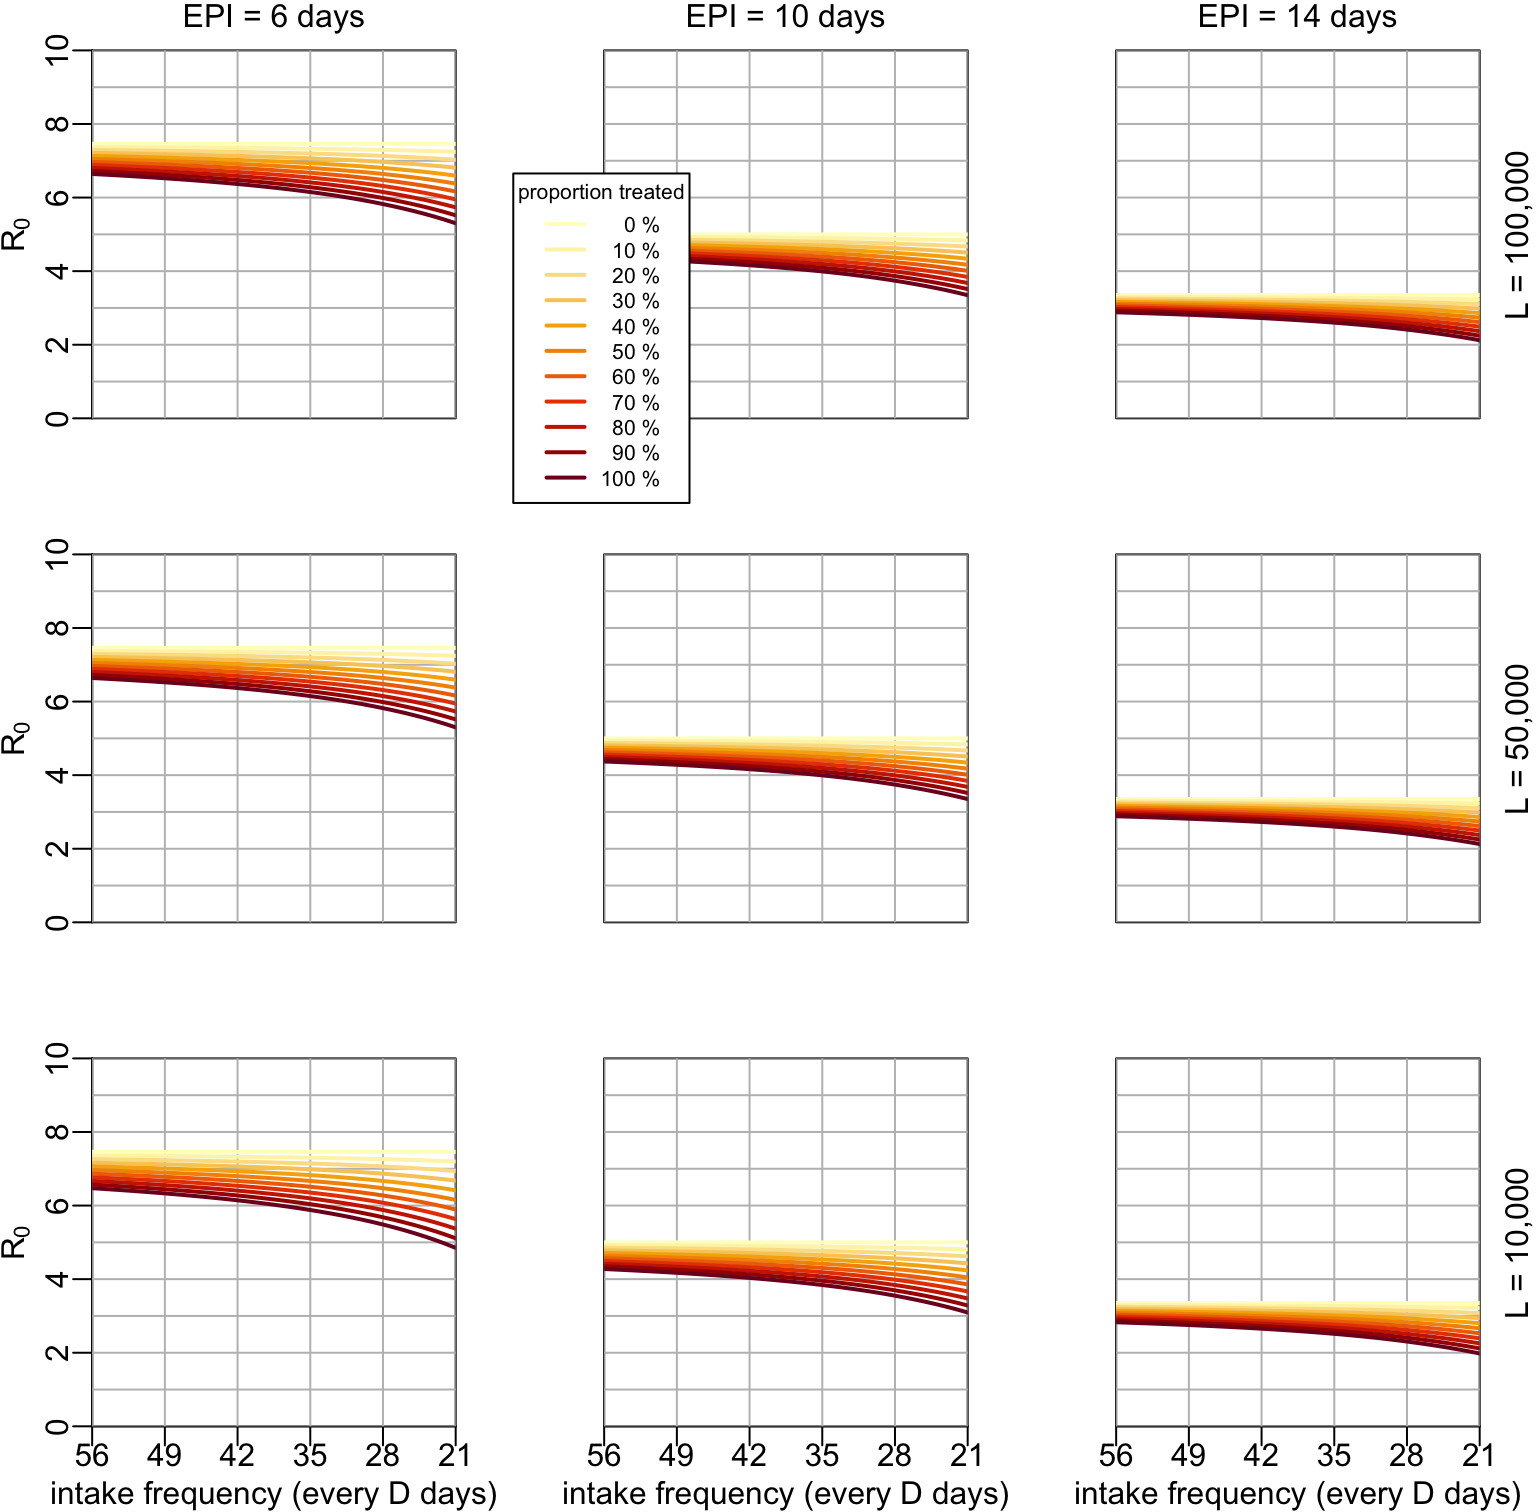 EPI = 6 days
EPI = 10 days
EPI = 14 days
10
8
6
4
2
0
R0
proportion treated
0 %
10 %
20 %
30 %
40 %
50 %
60 %
70 %
80 %
90 %
100 %
L = 100,000
10
8
6
4
2
0
R0
L = 50,000
10
8
6
4
2
0
R0
L = 10,000
56 49 42 35 28 21
56 49 42 35 28 21
56 49 42 35 28 21
intake frequency (every D days)
intake frequency (every D days)
intake frequency (every D days)